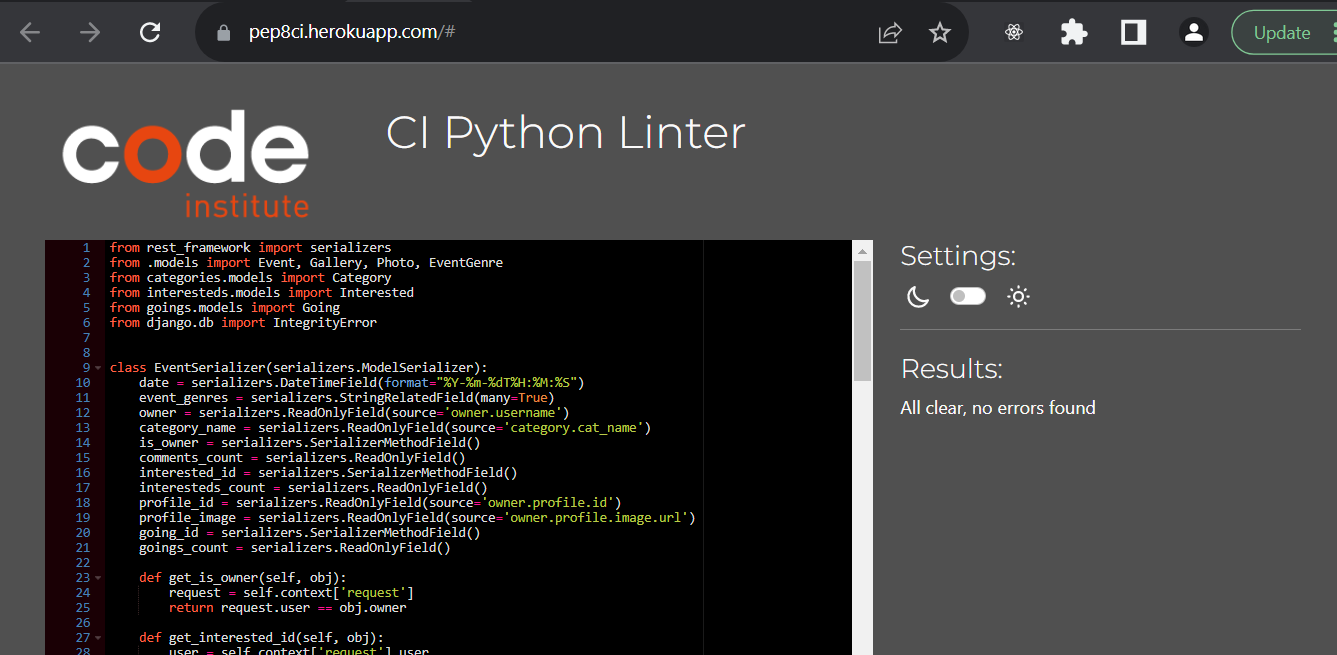 pep8ci.herokuapp.com/#
Update
code
institute
CI Python Linter
1 from rest_framework import serializers
2 from .models import Event, Gallery, Photo, EventGenre
3 from categories.models import Category
4 from interesteds.models import Interested
5 from goings.models import Going
6 from django.db import IntegrityError
7
8
9 class EventSerializer(serializers.ModelSerializer):
10     date = serializers.DateTimeField(format="%Y-%m-%dT%H:%M:%S")
11     event_genres = serializers.StringRelatedField(many=True)
12     owner = serializers.ReadOnlyField(source='owner.username')
13     category_name = serializers.ReadOnlyField(source='category.cat_name')
14     is_owner = serializers.SerializerMethodField()
15     comments_count = serializers.ReadOnlyField()
16     interested_id = serializers.SerializerMethodField()
17     interesteds_count = serializers.ReadOnlyField()
18     profile_id = serializers.ReadOnlyField(source='owner.profile.id')
19     profile_image = serializers.ReadOnlyField(source='owner.profile.image.url')
20     going_id = serializers.SerializerMethodField()
21     goings_count = serializers.ReadOnlyField()
22
23     def get_is_owner(self, obj):
24         request = self.context['request']
25         return request.user == obj.owner
26
27     def get_interested_id(self, obj):
28         user = self.context['request'].user
Settings:
Results:
All clear, no errors found